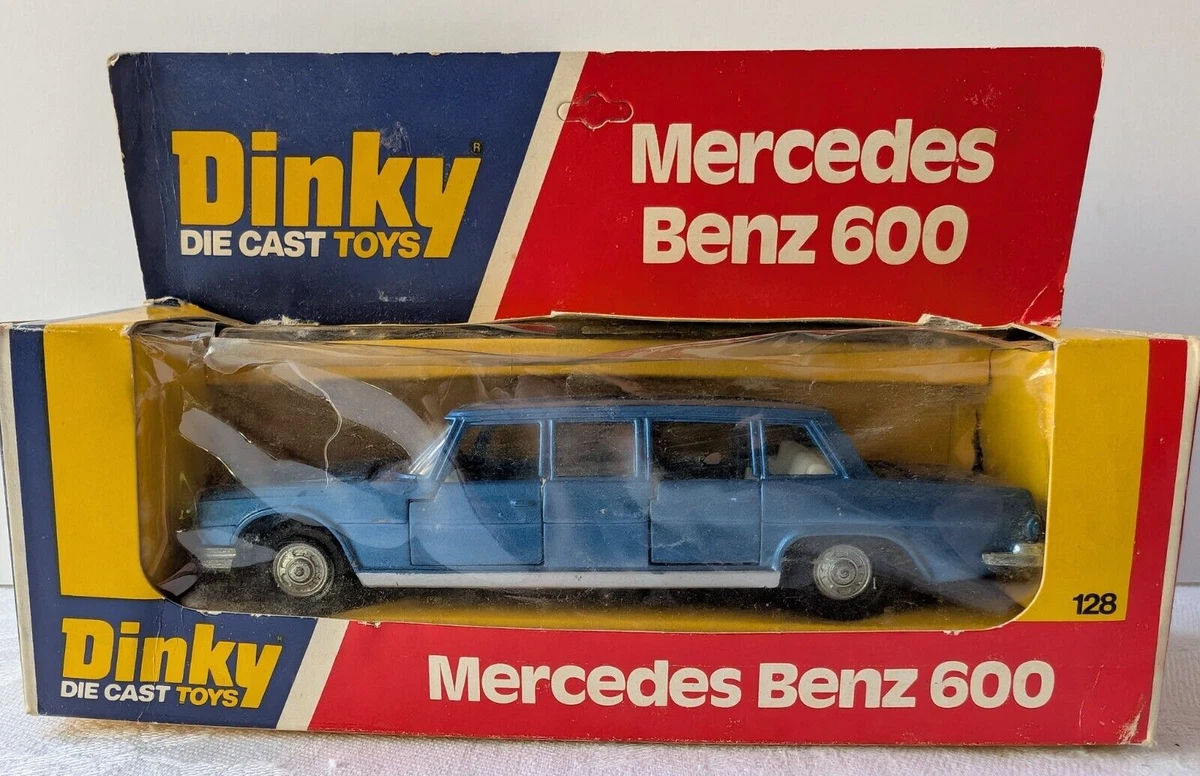 Dinky®
DIE CAST TOYS
Mercedes
Benz 600
128
Dinky®
DIE CAST TOYS
Mercedes Benz 600